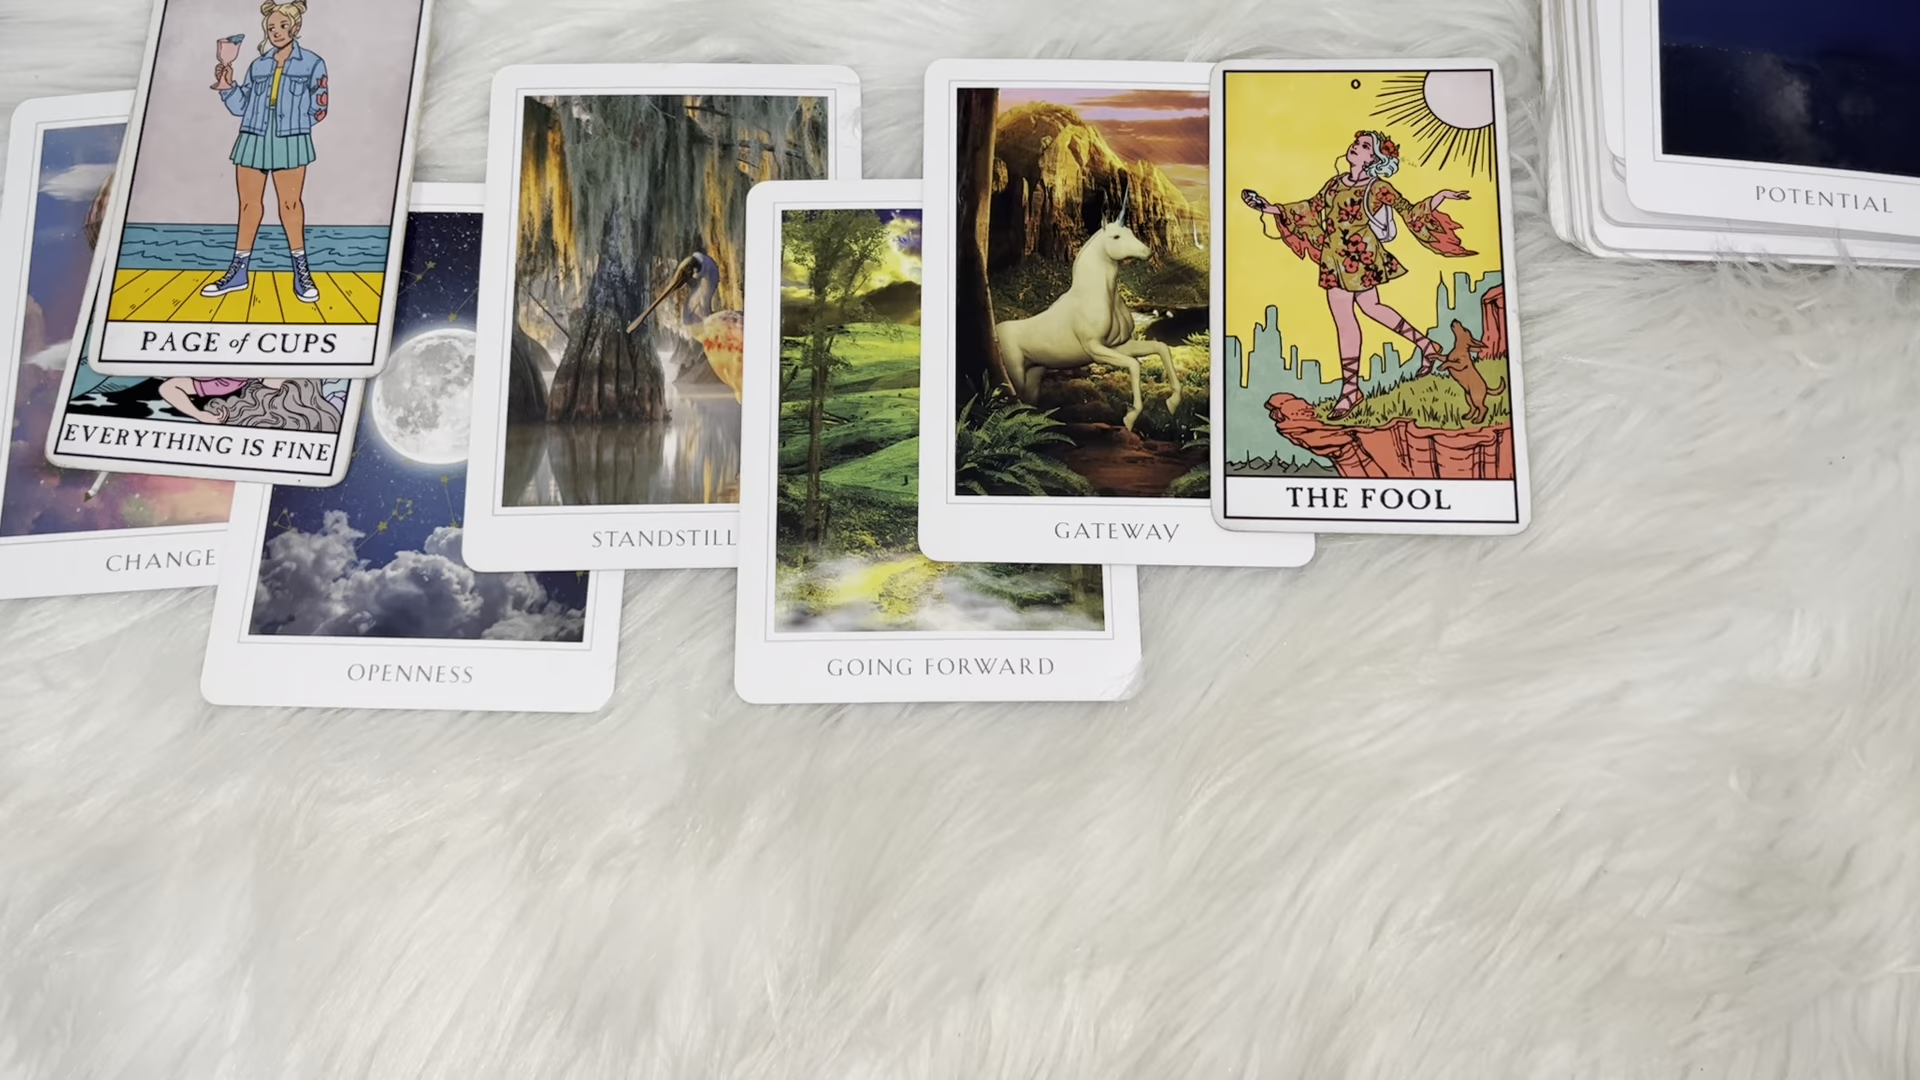 PAGE of CUPS
EVERYTHING IS FINE
CHANGE
OPENNESS
STANDSTILL
GOING FORWARD
GATEWAY
0
THE FOOL
POTENTIAL